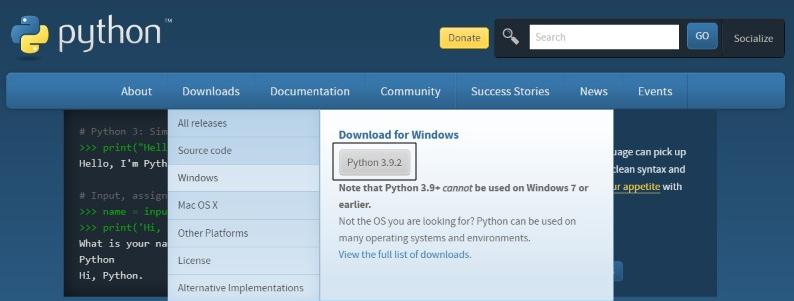 python™
Donate
Search
GO
Socialize
About
Downloads
Documentation
Community
Success Stories
News
Events
# Python 3: Sim
>>> print("Hell
Hello, I'm Pyth
# Input, assign
>>> name = inpu
>>> print('Hi,
What is your na
Python
Hi, Python.
All releases
Source code
Windows
Mac OS X
Other Platforms
License
Alternative Implementations
Download for Windows
Python 3.9.2
Note that Python 3.9+ cannot be used on Windows 7 or
earlier.
Not the OS you are looking for? Python can be used on
many operating systems and environments.
View the full list of downloads.
uage can pick up
clean syntax and
ur appetite with